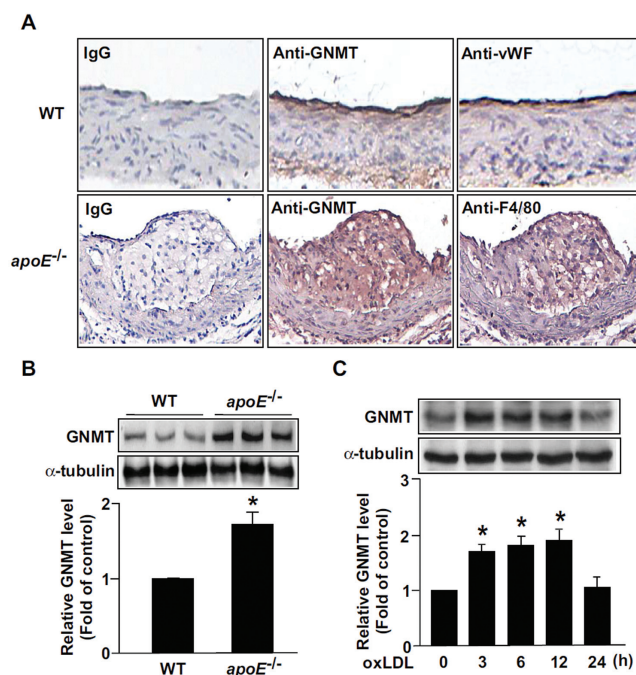 A
IgG
Anti-GNMT
Anti-vWF
WT
IgG
Anti-GNMT
Anti-F4/80
apoE-/-
B
WT
apoE-/-
GNMT
α-tubulin
Relative GNMT level
(Fold of control)
2
1
0
*
WT
apoE-/-
C
GNMT
α-tubulin
Relative GNMT level
(Fold of control)
2
1
0
* * *
oxLDL 0 3 6 12 24 (h)